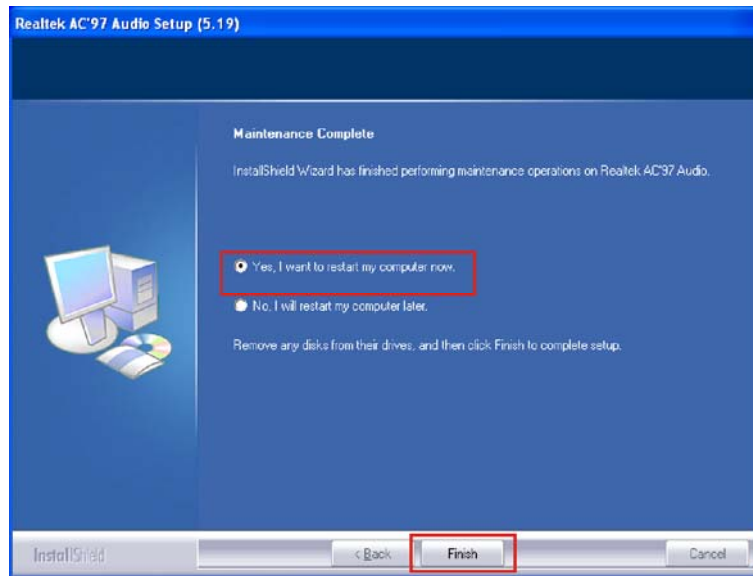 Realtek AC'97 Audio Setup (5.19)
Maintenance Complete
InstallShield Wizard has finished performing maintenance operations on Realtek AC'97 Audio.
Yes, I want to restart my computer now.
No, I will restart my computer later.
Remove any disks from their drives, and then click Finish to complete setup.
InstallShield
< Back
Finish
Cancel